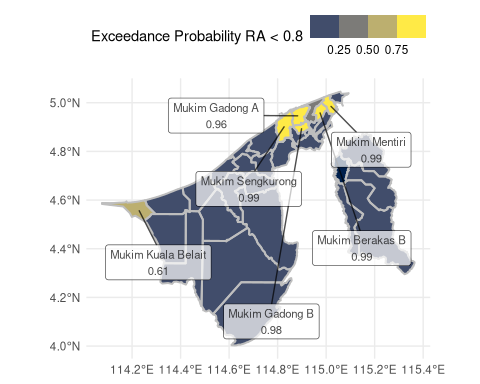 Exceedance Probability RA < 0.8
0.25 0.50 0.75
5.0°N
4.8°N
4.6°N
4.4°N
4.2°N
4.0°N
Mukim Gadong A
0.96
Mukim Mentiri
0.99
Mukim Sengkurong
0.99
Mukim Berakas B
0.99
Mukim Kuala Belait
0.61
Mukim Gadong B
0.98
114.2°E 114.4°E 114.6°E 114.8°E 115.0°E 115.2°E 115.4°E